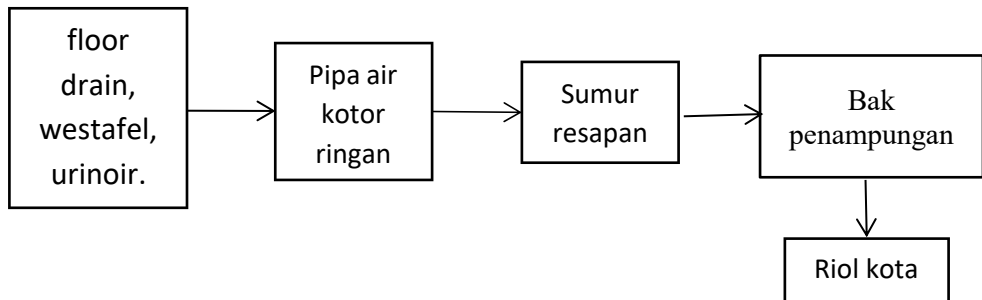 floor
drain,
westafel,
urinoir.
Pipa air
kotor
ringan
Sumur
resapan
Bak
penampungan
Riol kota